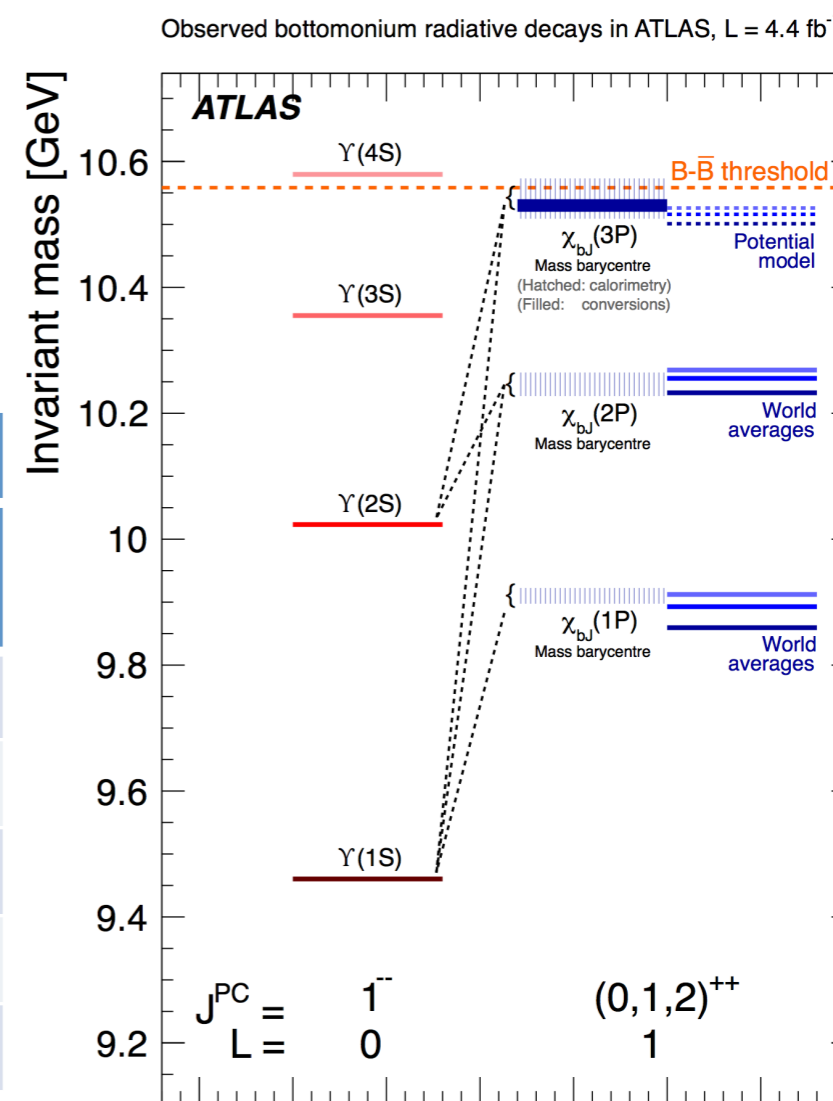 Observed bottomonium radiative decays in ATLAS, L = 4.4 fb⁻
Invariant mass [GeV]
ATLAS
10.6
10.4
10.2
10
9.8
9.6
9.4
9.2
ϒ(4S)
ϒ(3S)
ϒ(2S)
ϒ(1S)
B-B̅ threshold
{
χbJ(3P)
Mass barycentre
(Hatched: calorimetry)
(Filled: conversions)
Potential
model
{
χbJ(2P)
Mass barycentre
World
averages
{
χbJ(1P)
Mass barycentre
World
averages
J^PC = 1^-- (0,1,2)^++
L = 0 1